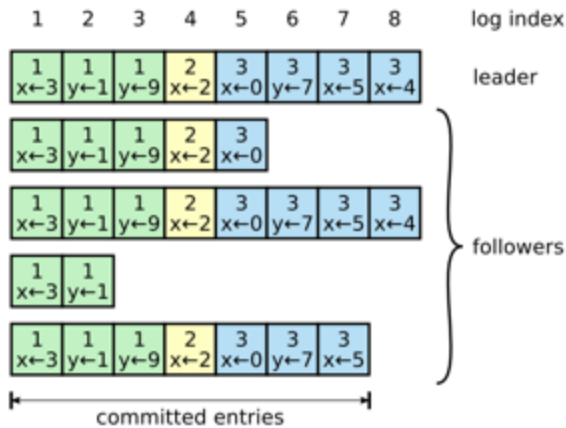 1 2 3 4 5 6 7 8 log index
1 1 1 2 3 3 3 3
x←3 y←1 y←9 x←2 x←0 y←7 x←5 x←4
leader
1 1 1 2 3
x←3 y←1 y←9 x←2 x←0
1 1 1 2 3 3 3 3
x←3 y←1 y←9 x←2 x←0 y←7 x←5 x←4
followers
1 1
x←3 y←1
1 1 1 2 3 3 3
x←3 y←1 y←9 x←2 x←0 y←7 x←5
committed entries